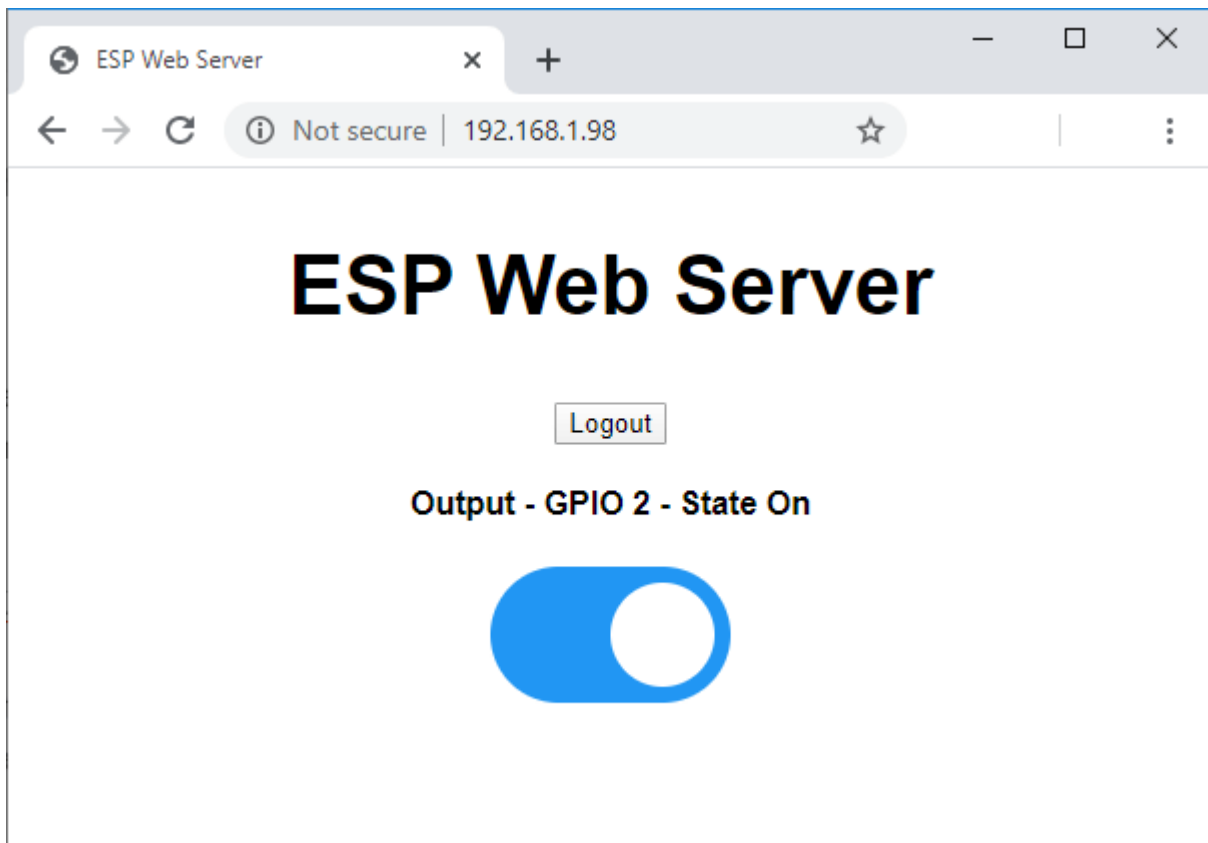 ESP Web Server
Not secure | 192.168.1.98
ESP Web Server
Logout
Output - GPIO 2 - State On